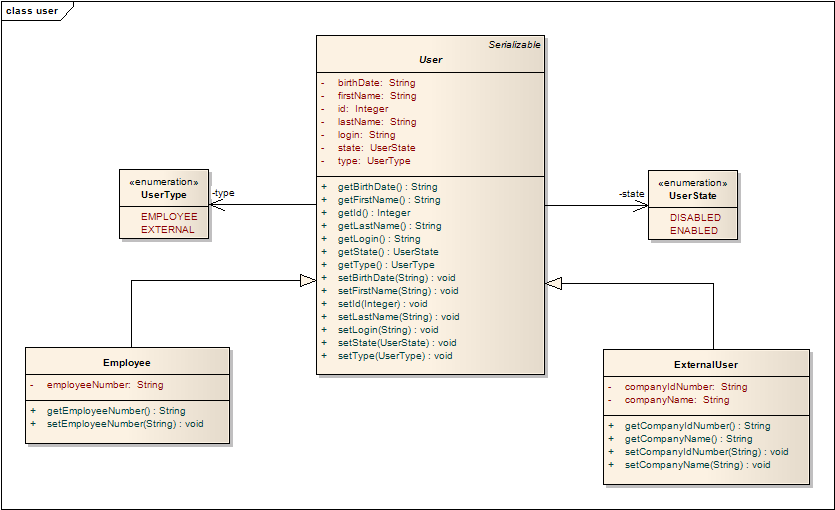 class user
Serializable
User
- birthDate: String
- firstName: String
- id: Integer
- lastName: String
- login: String
- state: UserState
- type: UserType
+ getBirthDate() : String
+ getFirstName() : String
+ getId() : Integer
+ getLastName() : String
+ getLogin() : String
+ getState() : UserState
+ getType() : UserType
+ setBirthDate(String) : void
+ setFirstName(String) : void
+ setId(Integer) : void
+ setLastName(String) : void
+ setLogin(String) : void
+ setState(UserState) : void
+ setType(UserType) : void
«enumeration»
UserType
EMPLOYEE
EXTERNAL
-type
-state
«enumeration»
UserState
DISABLED
ENABLED
Employee
- employeeNumber: String
+ getEmployeeNumber() : String
+ setEmployeeNumber(String) : void
ExternalUser
- companyIdNumber: String
- companyName: String
+ getCompanyIdNumber() : String
+ getCompanyName() : String
+ setCompanyIdNumber(String) : void
+ setCompanyName(String) : void